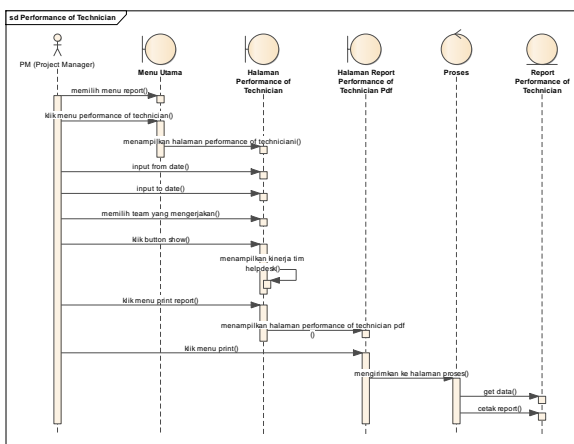 sd Performance of Technician
PM (Project Manager)
Menu Utama
Halaman
Performance of
Technician
Halaman Report
Performance of
Technician Pdf
Proses
Report
Performance of
Technician
memilih menu report()
klik menu performance of technician()
menampilkan halaman performance of techniciani()
input from date()
input to date()
memilih team yang mengerjakan()
klik button show()
menampilkan kinerja tim
helpdesk()
klik menu print report()
menampilkan halaman performance of technician pdf
()
klik menu print()
mengirimkan ke halaman proses()
get data()
cetak report()